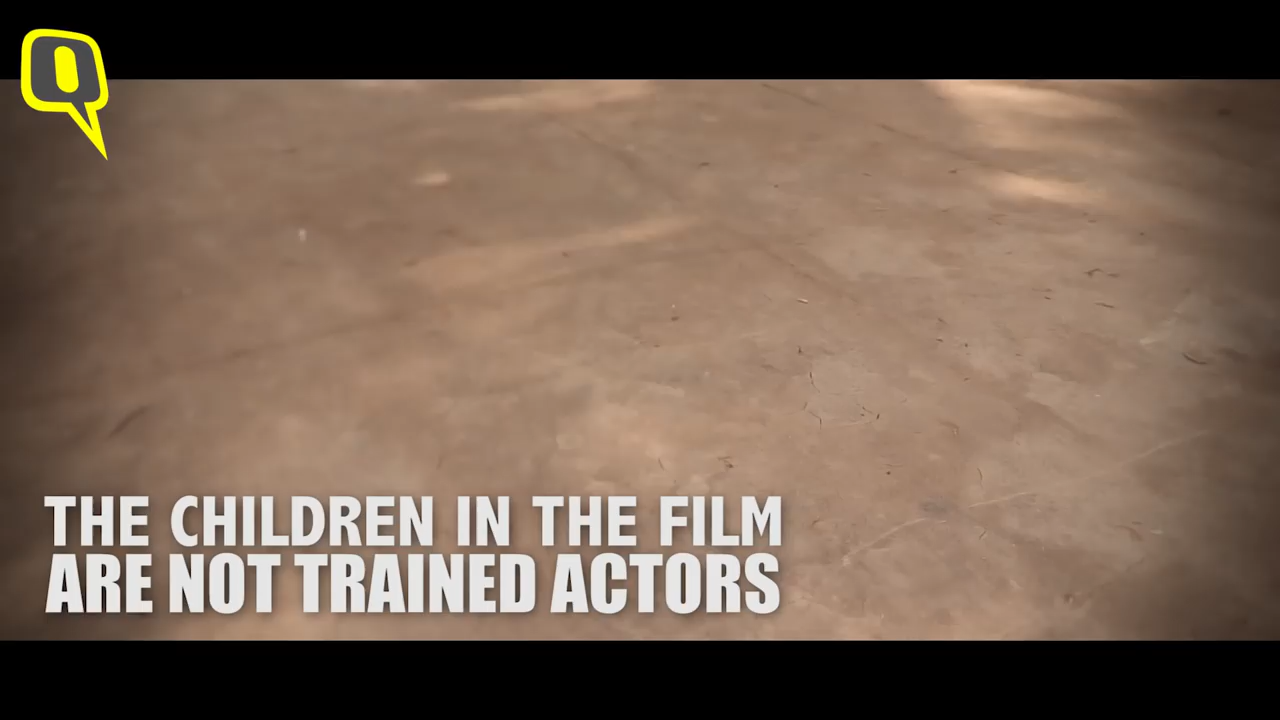 Q
THE CHILDREN IN THE FILM
ARE NOT TRAINED ACTORS